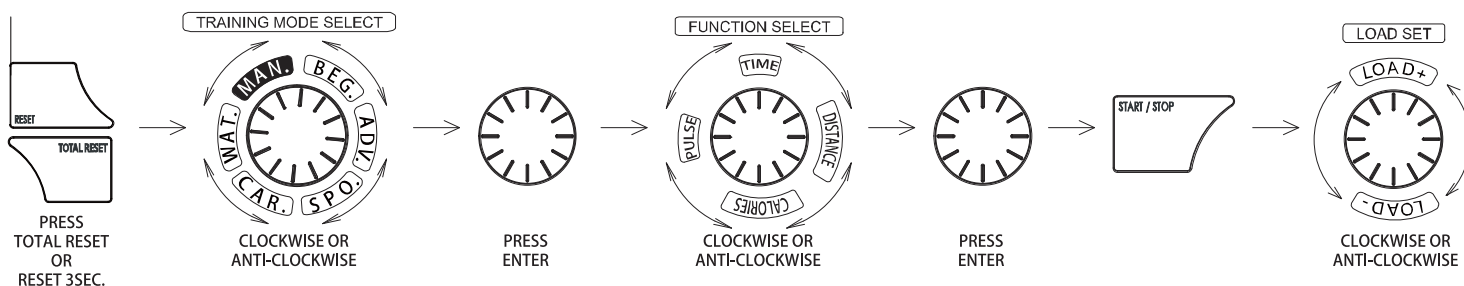 RESET
TOTAL RESET
PRESS
TOTAL RESET
OR
RESET 3SEC.
TRAINING MODE SELECT
MAN.
BEG.
ADV.
SPO.
CAR.
WAT.
CLOCKWISE OR
ANTI-CLOCKWISE
PRESS
ENTER
FUNCTION SELECT
TIME
DISTANCE
CALORIES
PULSE
CLOCKWISE OR
ANTI-CLOCKWISE
PRESS
ENTER
START / STOP
LOAD SET
LOAD+
LOAD-
CLOCKWISE OR
ANTI-CLOCKWISE